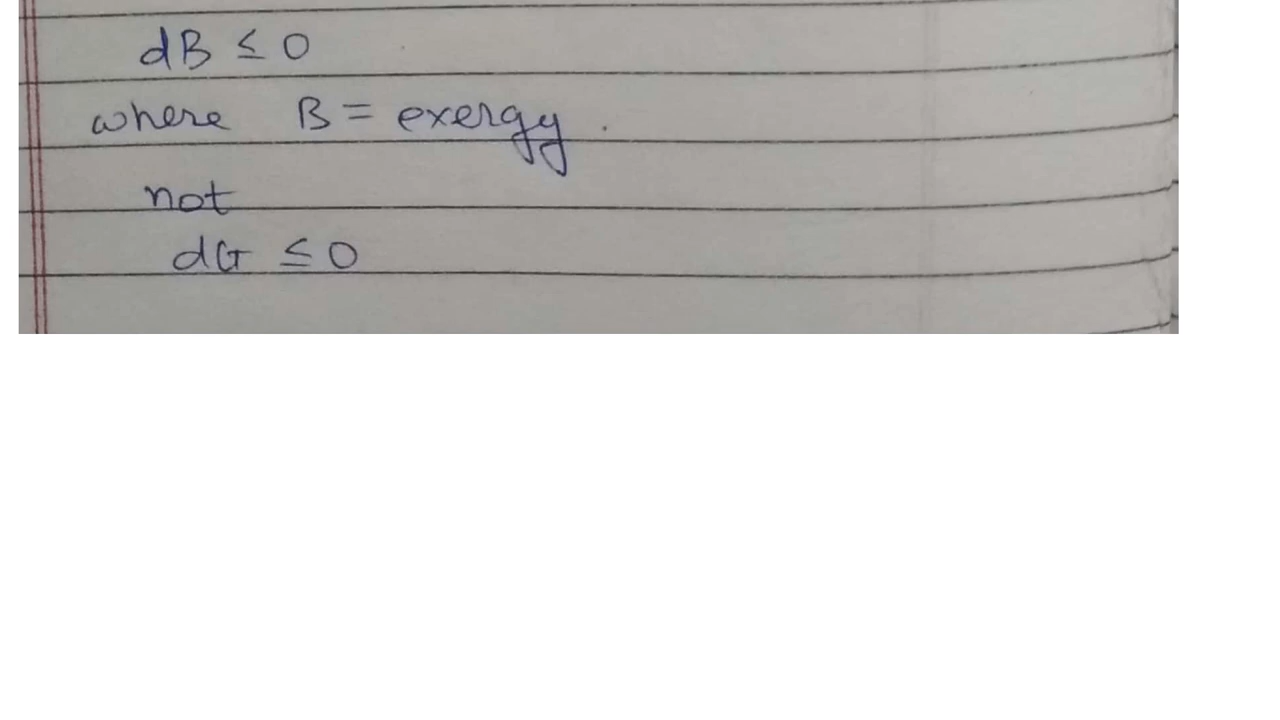 dB ≤ 0
where B = exergy.
not
dG ≤ 0